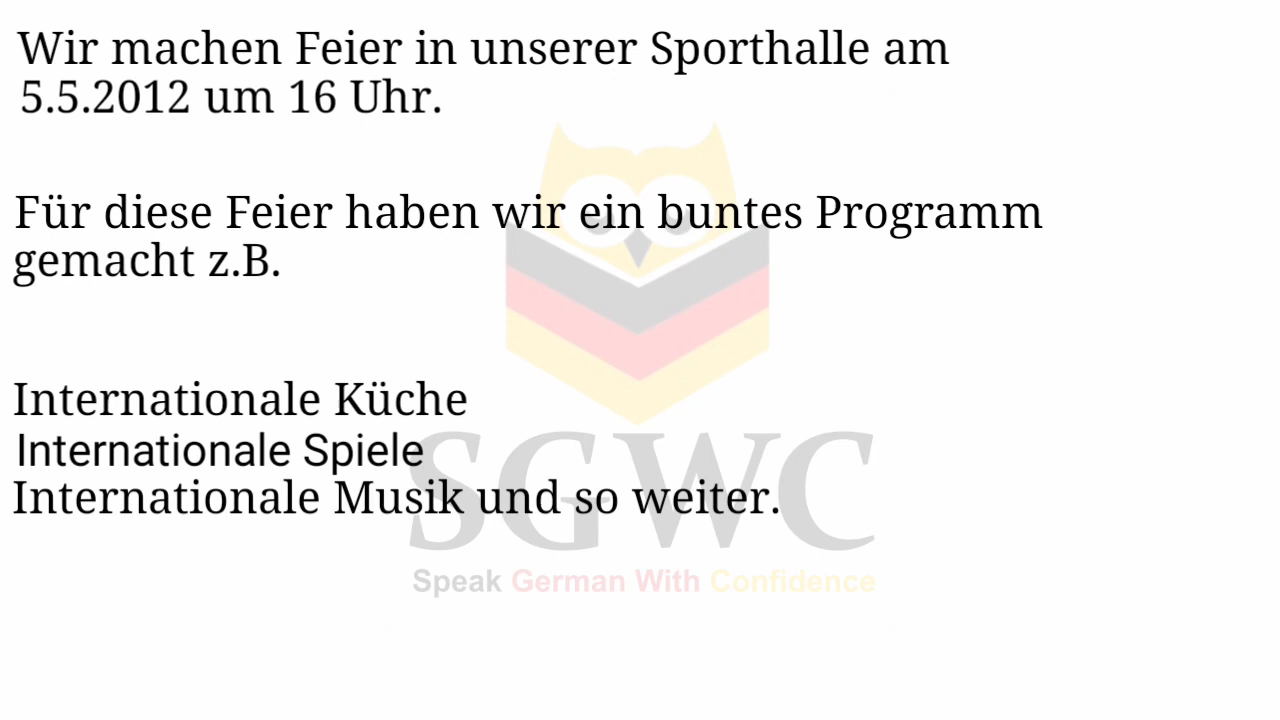 Wir machen Feier in unserer Sporthalle am
5.5.2012 um 16 Uhr.
Für diese Feier haben wir ein buntes Programm
gemacht z.B.
Internationale Küche
Internationale Spiele
Internationale Musik und so weiter.
SGWC
Speak German With Confidence